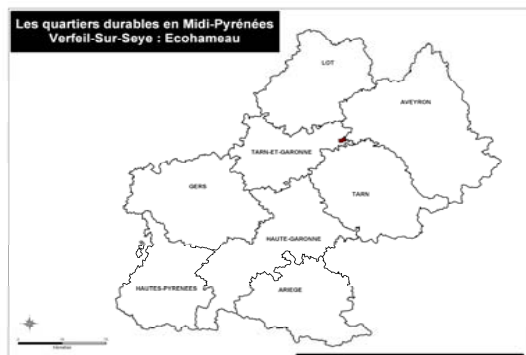 Les quartiers durables en Midi-Pyrénées
Verfeil-Sur-Seye : Ecohameau
LOT
AVEYRON
TARN-ET-GARONNE
GERS
TARN
HAUTE-GARONNE
HAUTES-PYRENEES
ARIEGE